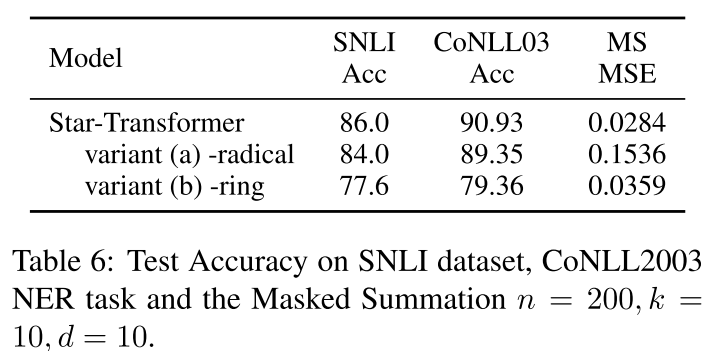 Model SNLI CoNLL03 MS
Acc Acc MSE
Star-Transformer 86.0 90.93 0.0284
variant (a) -radical 84.0 89.35 0.1536
variant (b) -ring 77.6 79.36 0.0359
Table 6: Test Accuracy on SNLI dataset, CoNLL2003
NER task and the Masked Summation n = 200, k =
10, d = 10.